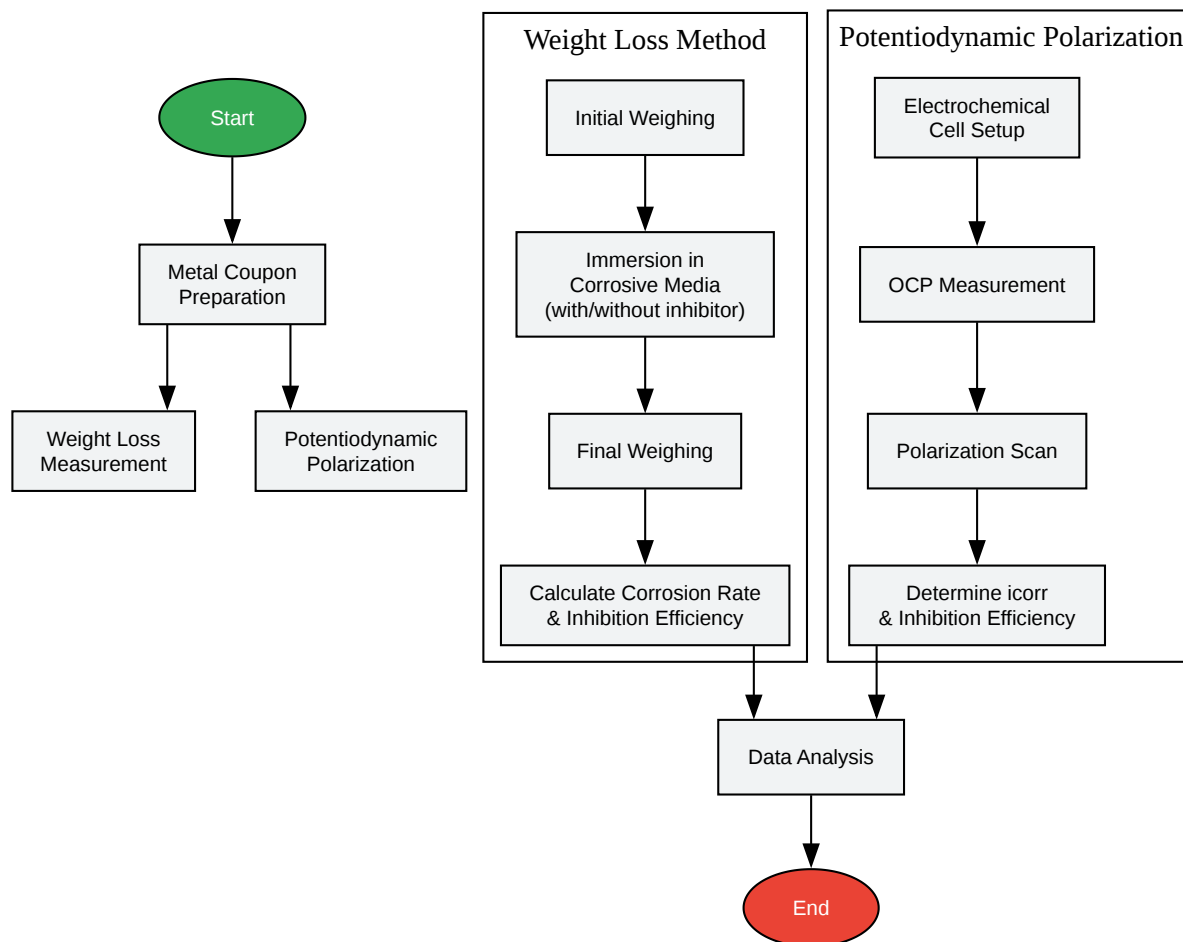 Start
Metal Coupon
Preparation
Weight Loss
Measurement
Potentiodynamic
Polarization
Weight Loss Method
Initial Weighing
Immersion in
Corrosive Media
(with/without inhibitor)
Final Weighing
Calculate Corrosion Rate
& Inhibition Efficiency
Potentiodynamic Polarization
Electrochemical
Cell Setup
OCP Measurement
Polarization Scan
Determine icorr
& Inhibition Efficiency
Data Analysis
End